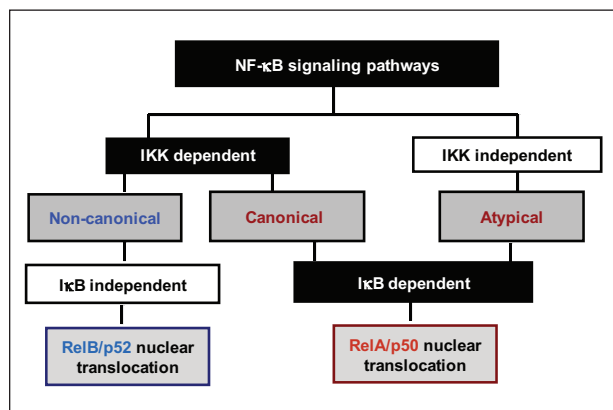 NF-κB signaling pathways
IKK dependent
IKK independent
Non-canonical
Canonical
Atypical
IκB independent
IκB dependent
RelB/p52 nuclear
translocation
RelA/p50 nuclear
translocation